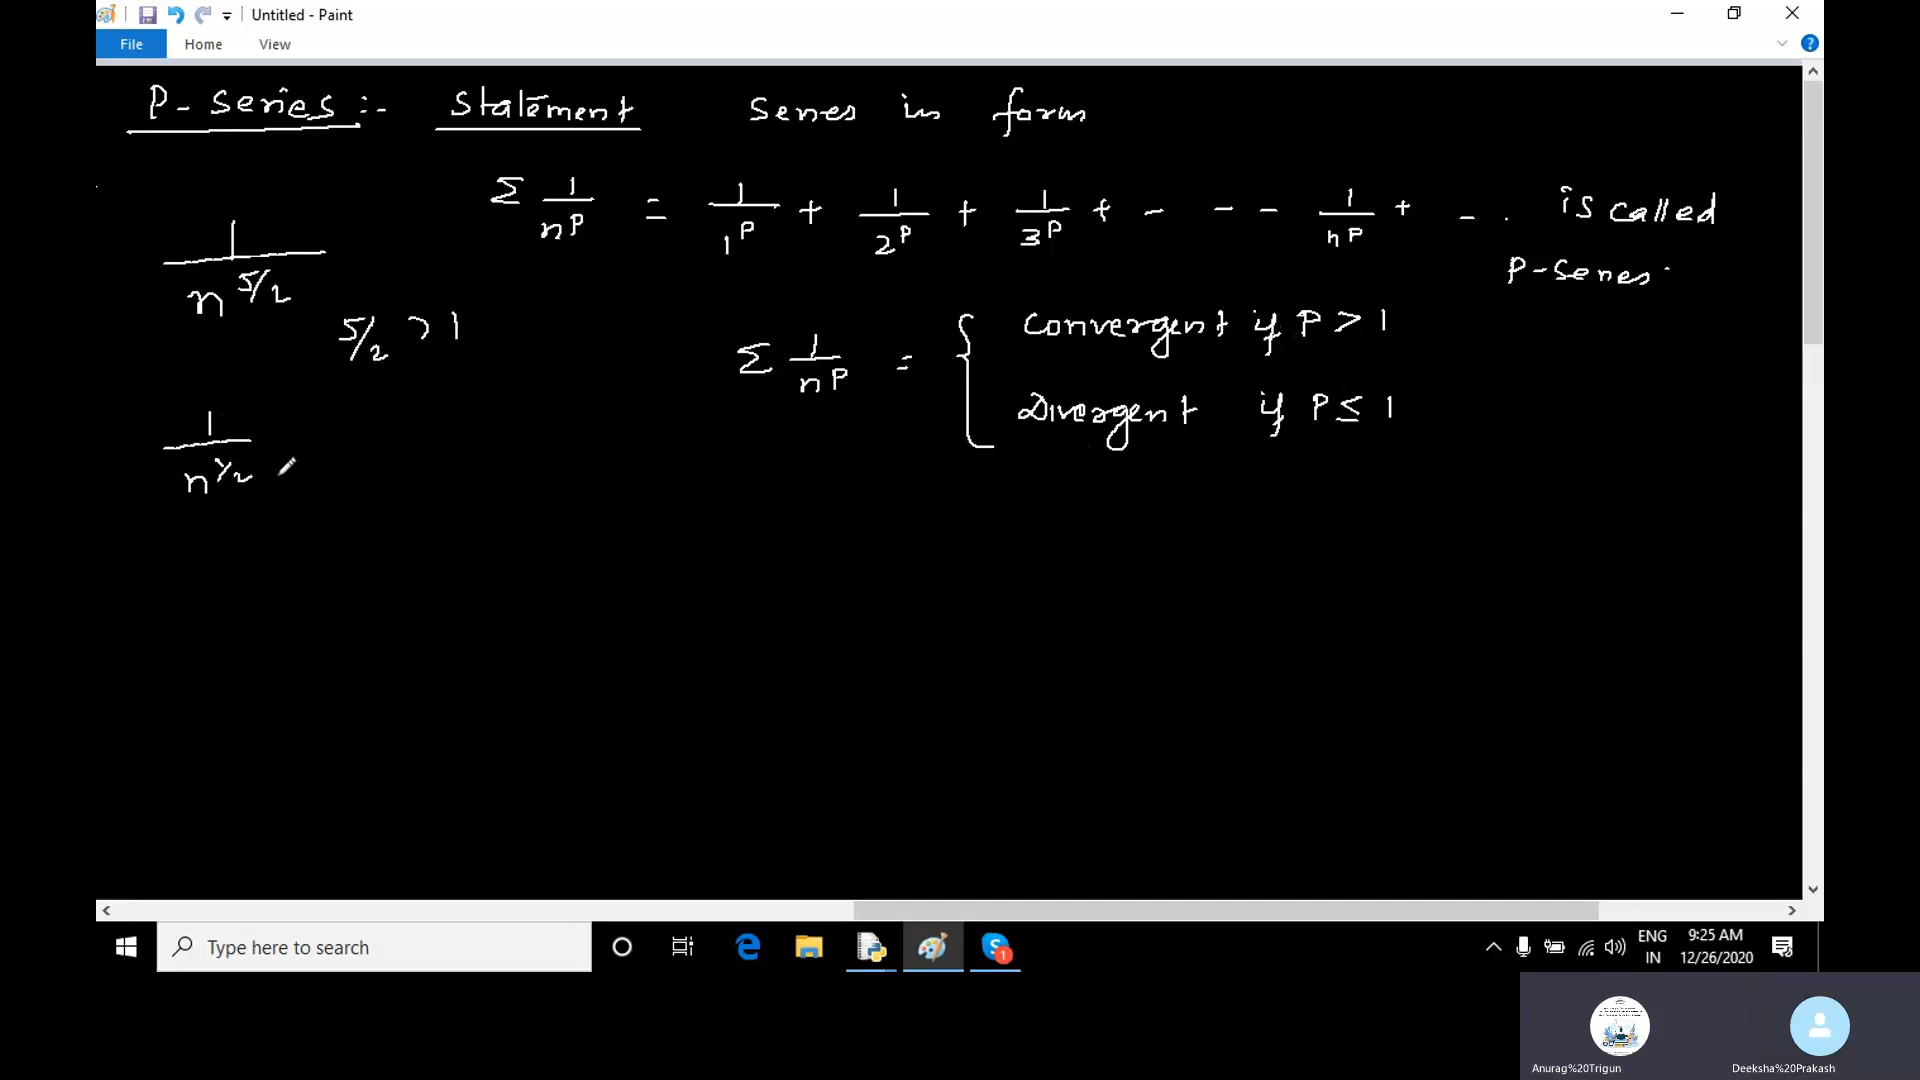 Untitled - Paint
File Home View
P-Series :- Statement Series in form
Σ 1/n^P = 1/1^P + 1/2^P + 1/3^P + - - - 1/n^P + - . is called
P-Series.
1/n^5/2
5/2 > 1
Σ 1/n^P = { Convergent if P > 1
Divergent if P ≤ 1
1/n^1/2
Type here to search
ENG
IN
9:25 AM
12/26/2020
1
Anurag%20Trigun
Deeksha%20Prakash